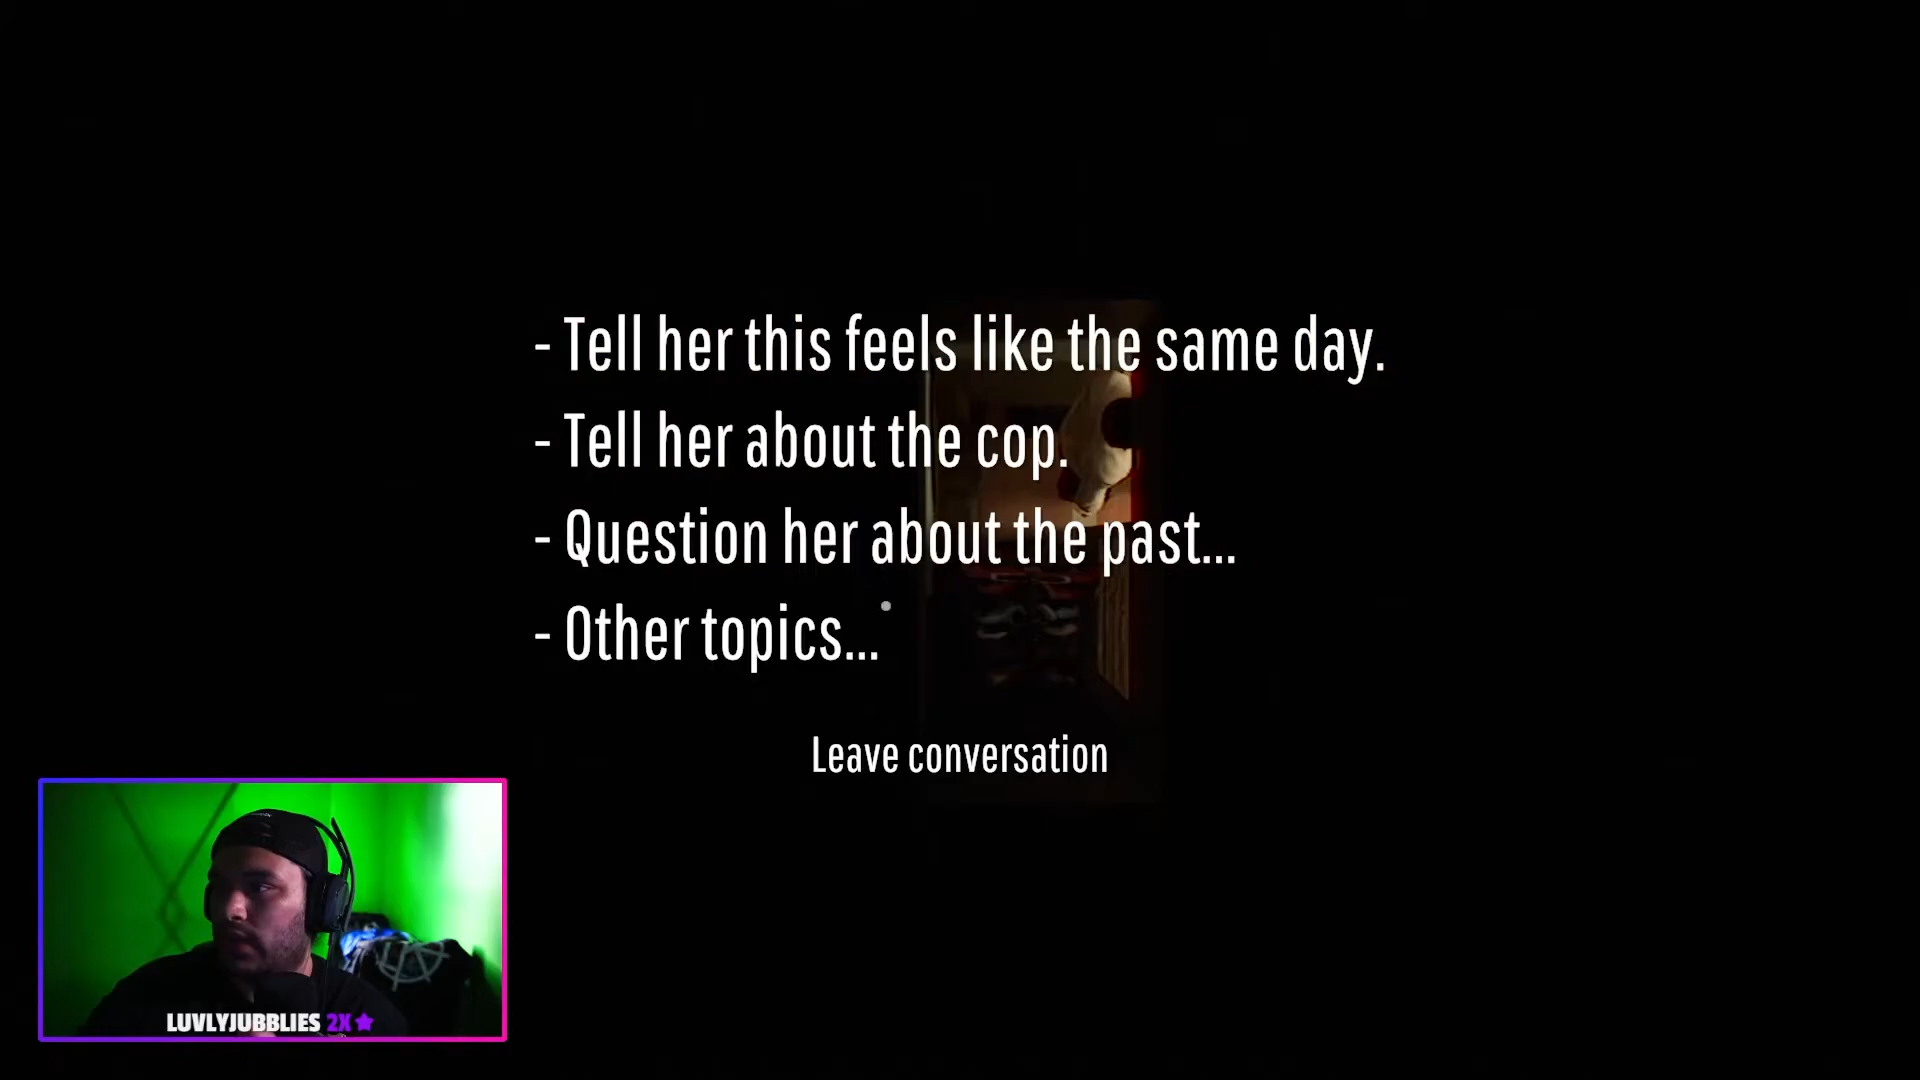 - Tell her this feels like the same day.
- Tell her about the cop.
- Question her about the past...
- Other topics...
Leave conversation
LUVLYJUBBLIES 2X